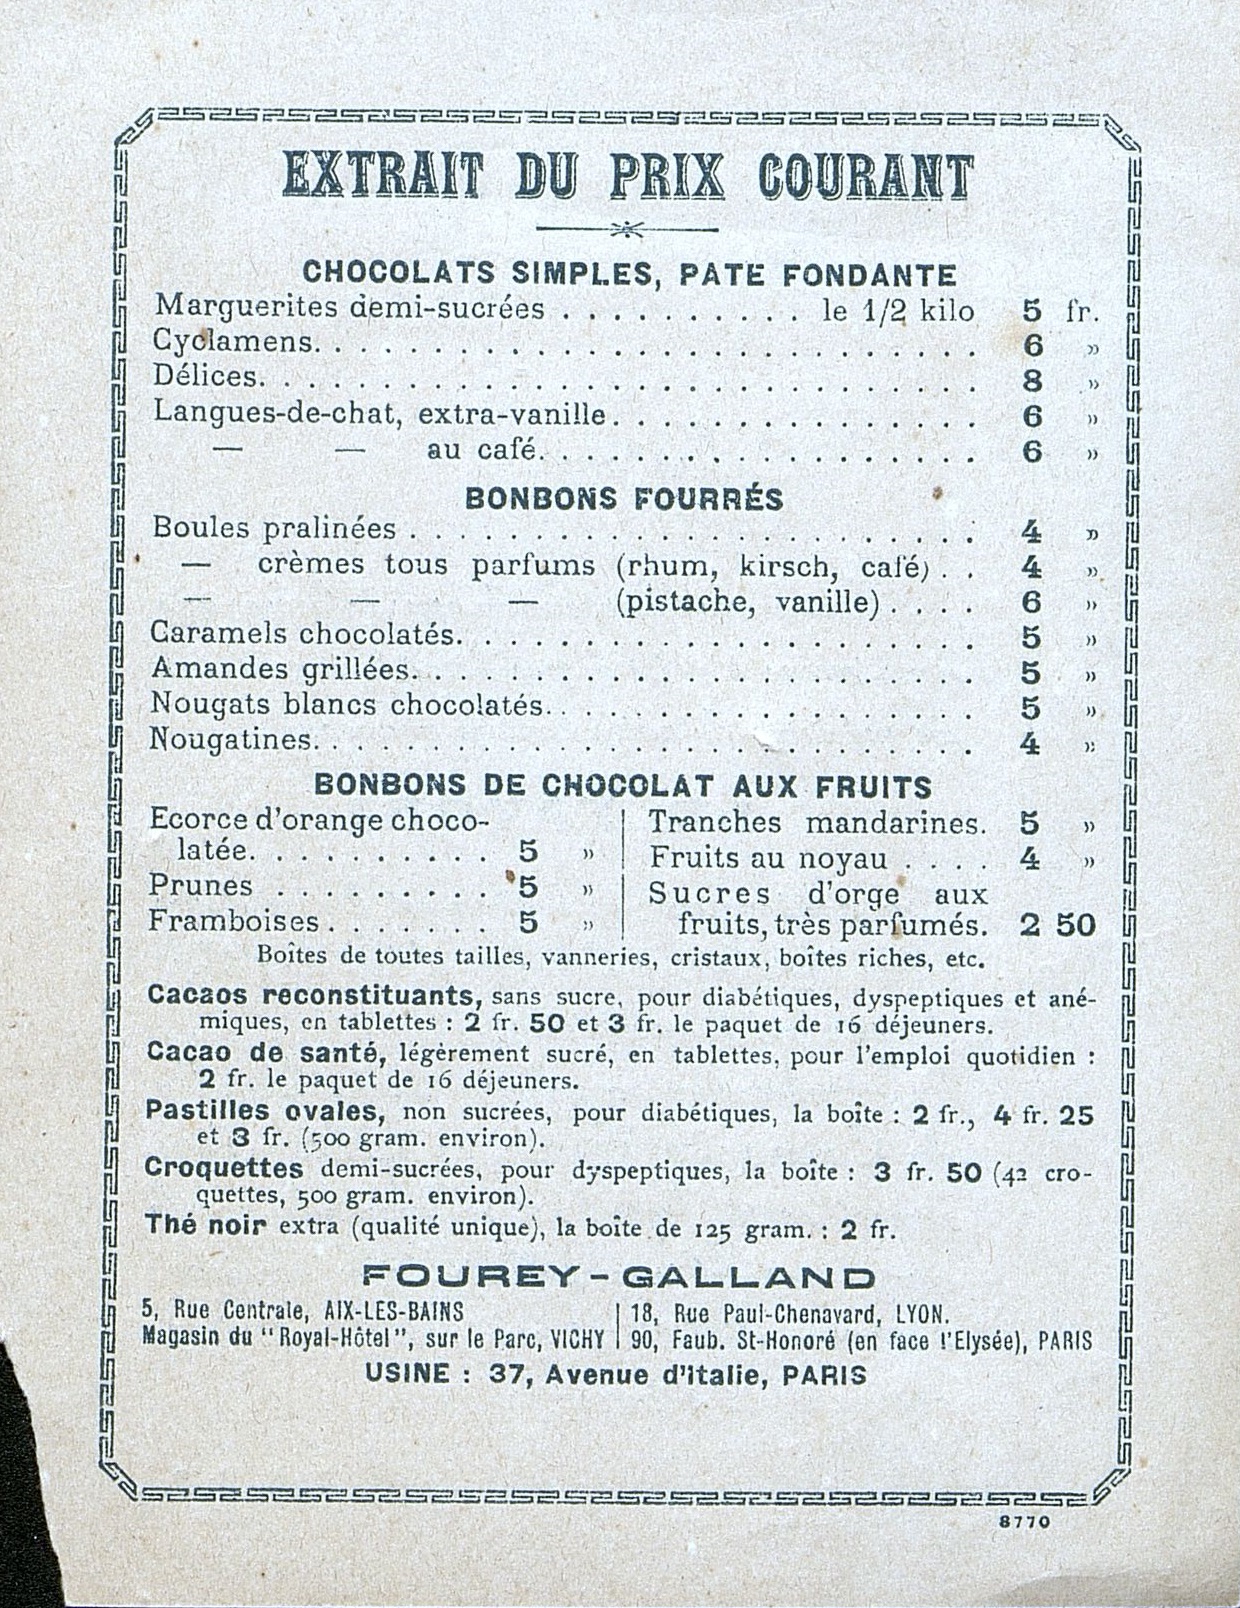 EXTRAIT DU PRIX COURANT
CHOCOLATS SIMPLES, PATE FONDANTE
Marguerites demi-sucrées . . . . . . . . . . le 1/2 kilo 5 fr.
Cyclamens. . . . . . . . . . . . . . . . . . . . . . . . 6 »
Délices. . . . . . . . . . . . . . . . . . . . . . . . . 8 »
Langues-de-chat, extra-vanille. . . . . . . . . . . . . 6 »
— — au café. . . . . . . . . . . . . . . . 6 »
BONBONS FOURRÉS
Boules pralinées . . . . . . . . . . . . . . . . . . . . 4 »
— crèmes tous parfums (rhum, kirsch, café) . . 4 »
— — — (pistache, vanille) . . . . 6 »
Caramels chocolatés. . . . . . . . . . . . . . . . . . . 5 »
Amandes grillées. . . . . . . . . . . . . . . . . . . . 5 »
Nougats blancs chocolatés. . . . . . . . . . . . . . . . 5 »
Nougatines. . . . . . . . . . . . . . . . . . . . . . . 4 »
BONBONS DE CHOCOLAT AUX FRUITS
Ecorce d'orange choco-
latée. . . . . . . . . . 5 »
Prunes . . . . . . . . . 5 »
Framboises . . . . . . . 5 »
Tranches mandarines. 5 »
Fruits au noyau . . . . 4 »
Sucres d'orge aux
fruits, très parfumés. 2 50
Boîtes de toutes tailles, vanneries, cristaux, boîtes riches, etc.
Cacaos reconstituants, sans sucre, pour diabétiques, dyspeptiques et ané-
miques, en tablettes : 2 fr. 50 et 3 fr. le paquet de 16 déjeuners.
Cacao de santé, légèrement sucré, en tablettes, pour l'emploi quotidien :
2 fr. le paquet de 16 déjeuners.
Pastilles ovales, non sucrées, pour diabétiques, la boîte : 2 fr., 4 fr. 25
et 3 fr. (500 gram. environ).
Croquettes demi-sucrées, pour dyspeptiques, la boîte : 3 fr. 50 (42 cro-
quettes, 500 gram. environ).
Thé noir extra (qualité unique), la boîte de 125 gram. : 2 fr.
FOUREY-GALLAND
5, Rue Centrale, AIX-LES-BAINS
Magasin du "Royal-Hôtel", sur le Parc, VICHY
18, Rue Paul-Chenavard, LYON.
90, Faub. St-Honoré (en face l'Elysée), PARIS
USINE : 37, Avenue d'Italie, PARIS
8770